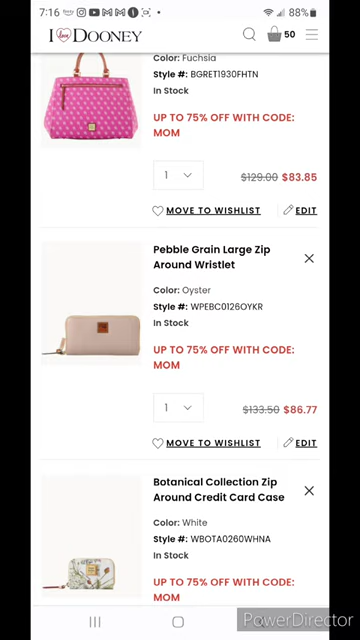 7:16
88%
I love DOONEY
50
Color: Fuchsia
Style #: BGRET1930FHTN
In Stock
UP TO 75% OFF WITH CODE:
MOM
1
$129.00 $83.85
MOVE TO WISHLIST
EDIT
Pebble Grain Large Zip
Around Wristlet
Color: Oyster
Style #: WPEBC0126OYKR
In Stock
UP TO 75% OFF WITH CODE:
MOM
1
$133.50 $86.77
MOVE TO WISHLIST
EDIT
Botanical Collection Zip
Around Credit Card Case
Color: White
Style #: WBOTA0260WHNA
In Stock
UP TO 75% OFF WITH CODE:
MOM
PowerDirector